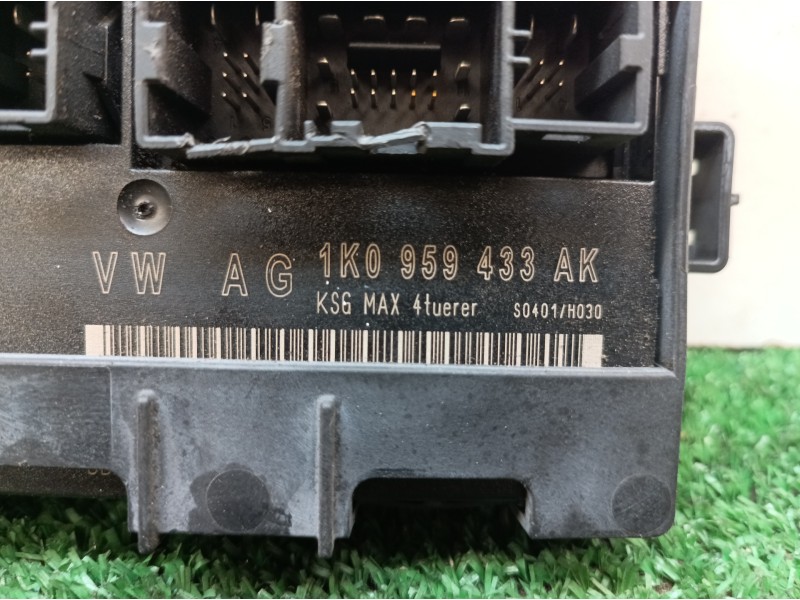 VW AG 1K0 959 433 AK
KSG MAX 4tuerer S0401/H030